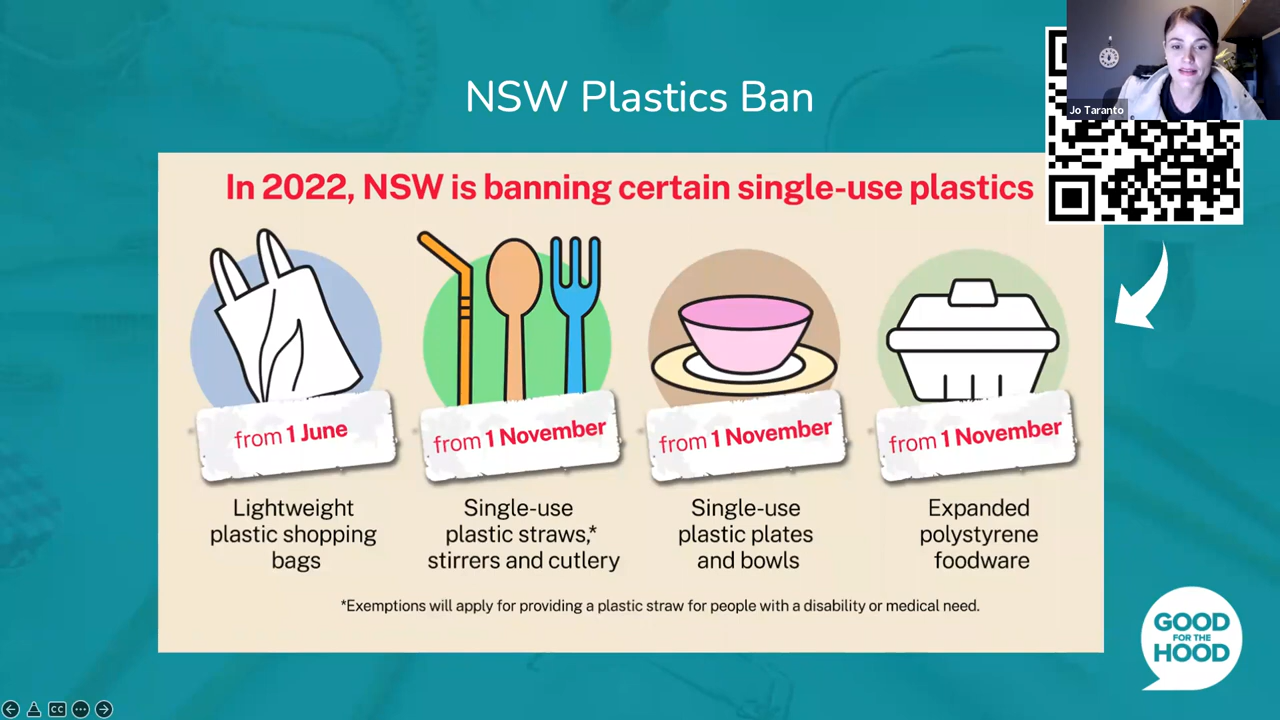 NSW Plastics Ban
Jo Taranto
In 2022, NSW is banning certain single-use plastics
from 1 June
Lightweight
plastic shopping
bags
from 1 November
Single-use
plastic straws,*
stirrers and cutlery
from 1 November
Single-use
plastic plates
and bowls
from 1 November
Expanded
polystyrene
foodware
*Exemptions will apply for providing a plastic straw for people with a disability or medical need.
GOOD
FOR THE
HOOD
CC